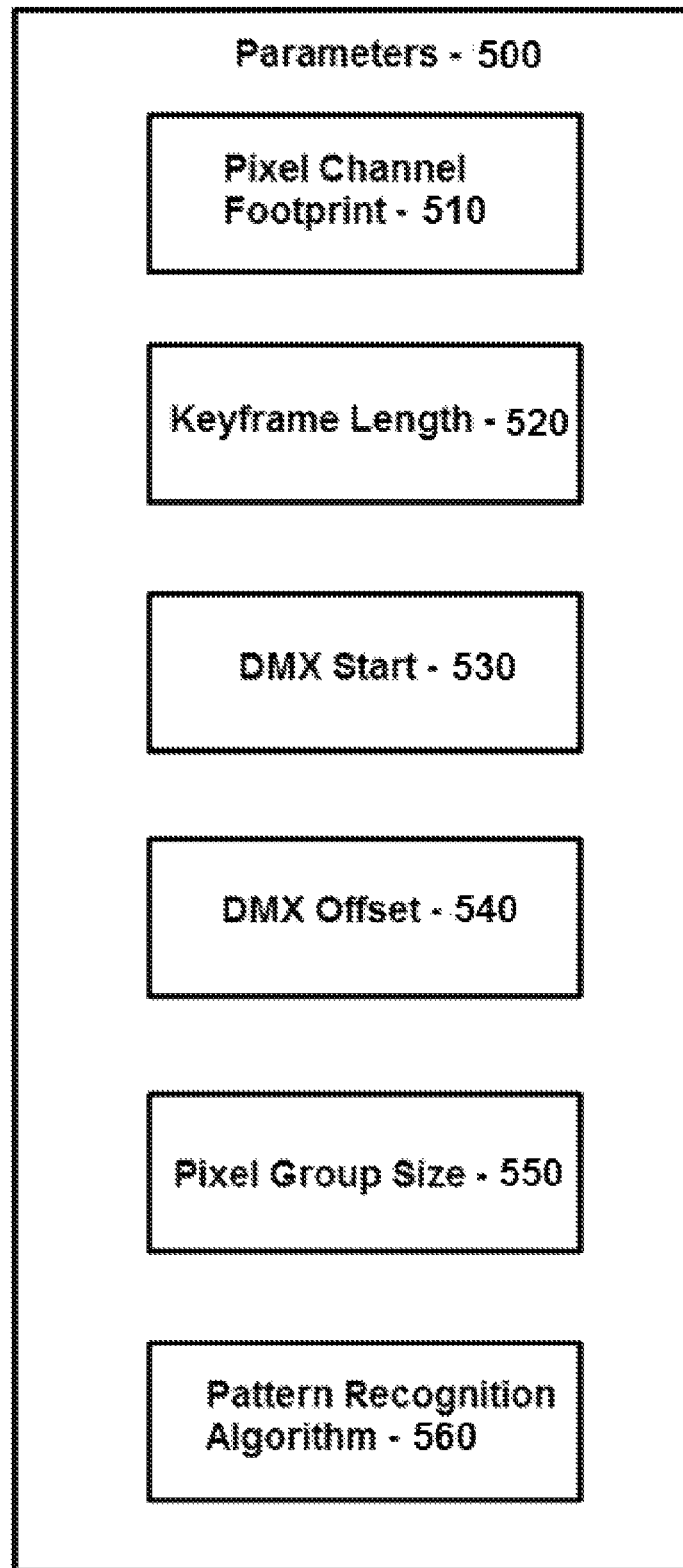 Parameters - 500
Pixel Channel
Footprint - 510
Keyframe Length - 520
DMX Start - 530
DMX Offset - 540
Pixel Group Size - 550
Pattern Recognition
Algorithm - 560